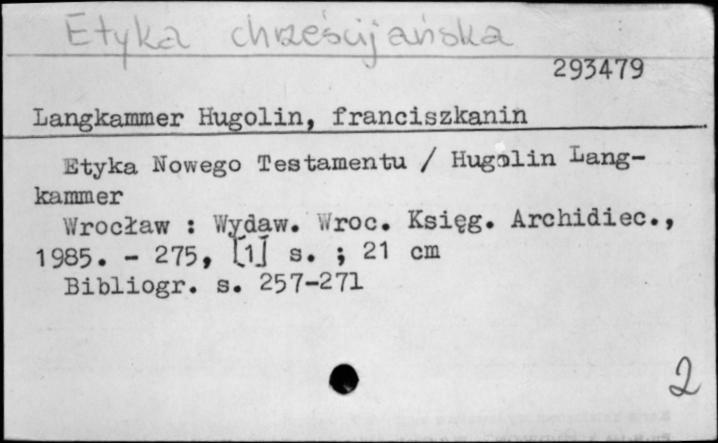 Etyka chrześcijańska
293479
Langkammer Hugolin, franciszkanin
Etyka Nowego Testamentu / Hugolin Lang-
kammer
Wrocław : Wydaw. Wroc. Księg. Archidiec.,
1985. - 275, [1] s. ; 21 cm
Bibliogr. s. 257-271
2